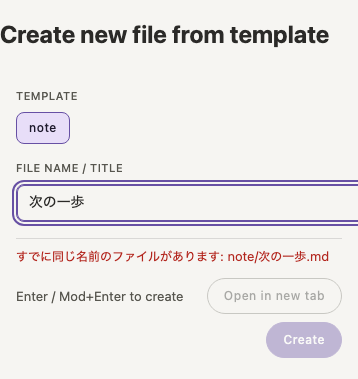 Create new file from template
TEMPLATE
note
FILE NAME / TITLE
次の一歩
すでに同じ名前のファイルがあります: note/次の一歩.md
Enter / Mod+Enter to create
Open in new tab
Create